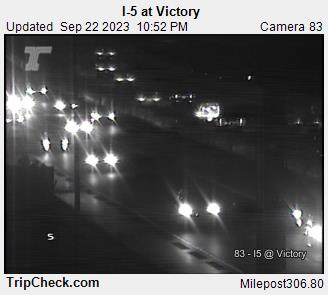 I-5 at Victory
Updated Sep 22 2023 10:52 PM Camera 83
T
S
83 - I5 @ Victory
TripCheck.com Milepost306.80